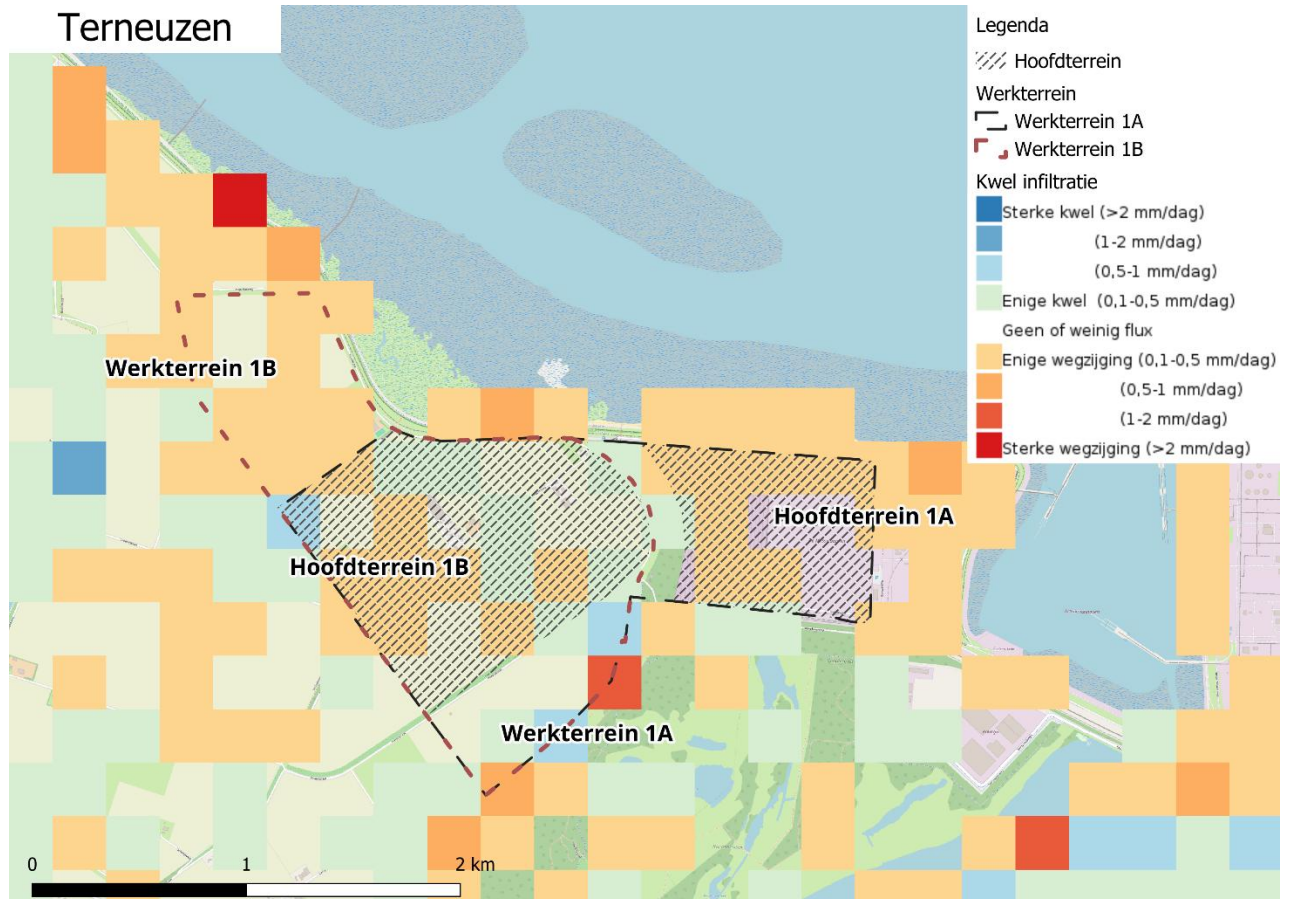 Terneuzen
Legenda
Hoofdterrein
Werkterrein
Werkterrein 1A
Werkterrein 1B
Kwel infiltratie
Sterke kwel (>2 mm/dag)
(1-2 mm/dag)
(0,5-1 mm/dag)
Enige kwel (0,1-0,5 mm/dag)
Geen of weinig flux
Enige wegzijging (0,1-0,5 mm/dag)
(0,5-1 mm/dag)
(1-2 mm/dag)
Sterke wegzijging (>2 mm/dag)
Werkterrein 1B
Hoofdterrein 1A
Hoofdterrein 1B
Werkterrein 1A
0 1 2 km